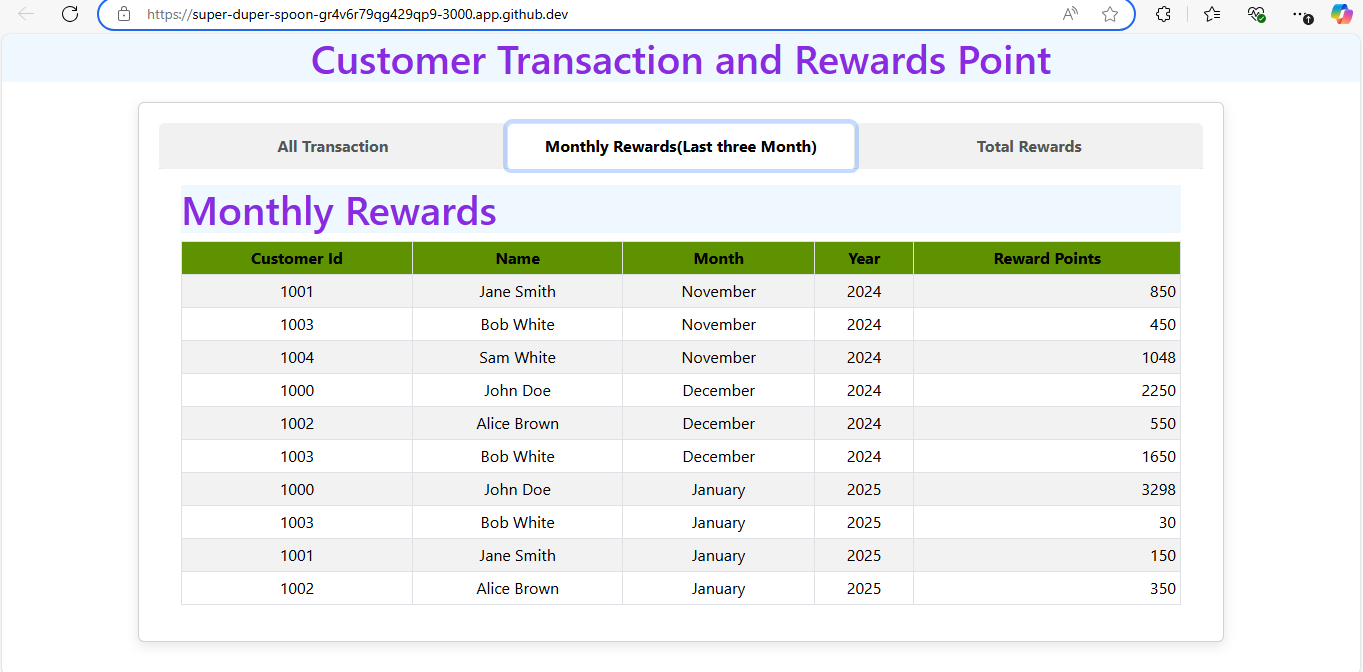 https://super-duper-spoon-gr4v6r79qg429qp9-3000.app.github.dev
Customer Transaction and Rewards Point
All Transaction Monthly Rewards(Last three Month) Total Rewards
Monthly Rewards
Customer Id Name Month Year Reward Points
1001 Jane Smith November 2024 850
1003 Bob White November 2024 450
1004 Sam White November 2024 1048
1000 John Doe December 2024 2250
1002 Alice Brown December 2024 550
1003 Bob White December 2024 1650
1000 John Doe January 2025 3298
1003 Bob White January 2025 30
1001 Jane Smith January 2025 150
1002 Alice Brown January 2025 350